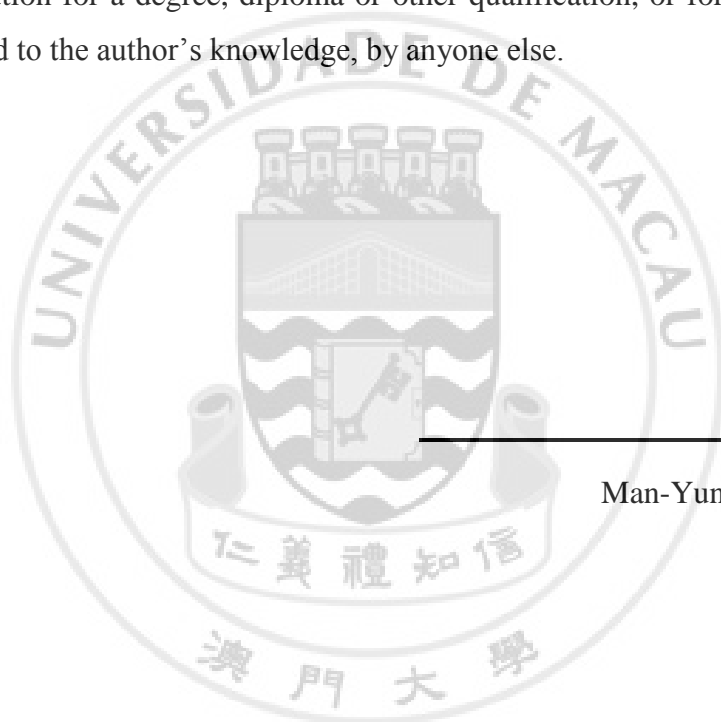 tion for a degree, diploma or other qualification, or for
d to the author’s knowledge, by anyone else.
UNIVERSIDADE DE MACAU
Man-Yun
仁義禮知信
澳門大學